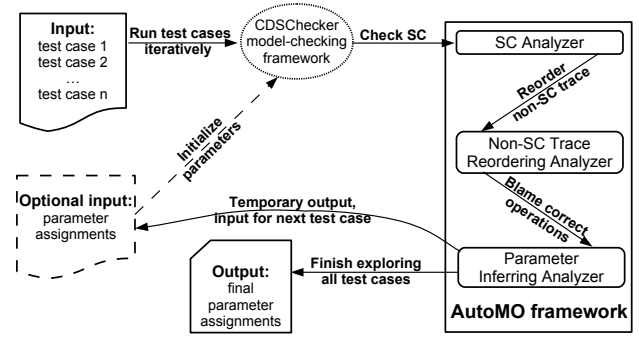 Input:
test case 1
test case 2
...
test case n
Run test cases
iteratively
CDSChecker
model-checking
framework
Check SC
SC Analyzer
Reorder
non-SC trace
Non-SC Trace
Reordering Analyzer
Blame correct
operations
Parameter
Inferring Analyzer
AutoMO framework
Initialize
parameters
Optional input:
parameter
assignments
Temporary output,
input for next test case
Finish exploring
all test cases
Output:
final
parameter
assignments